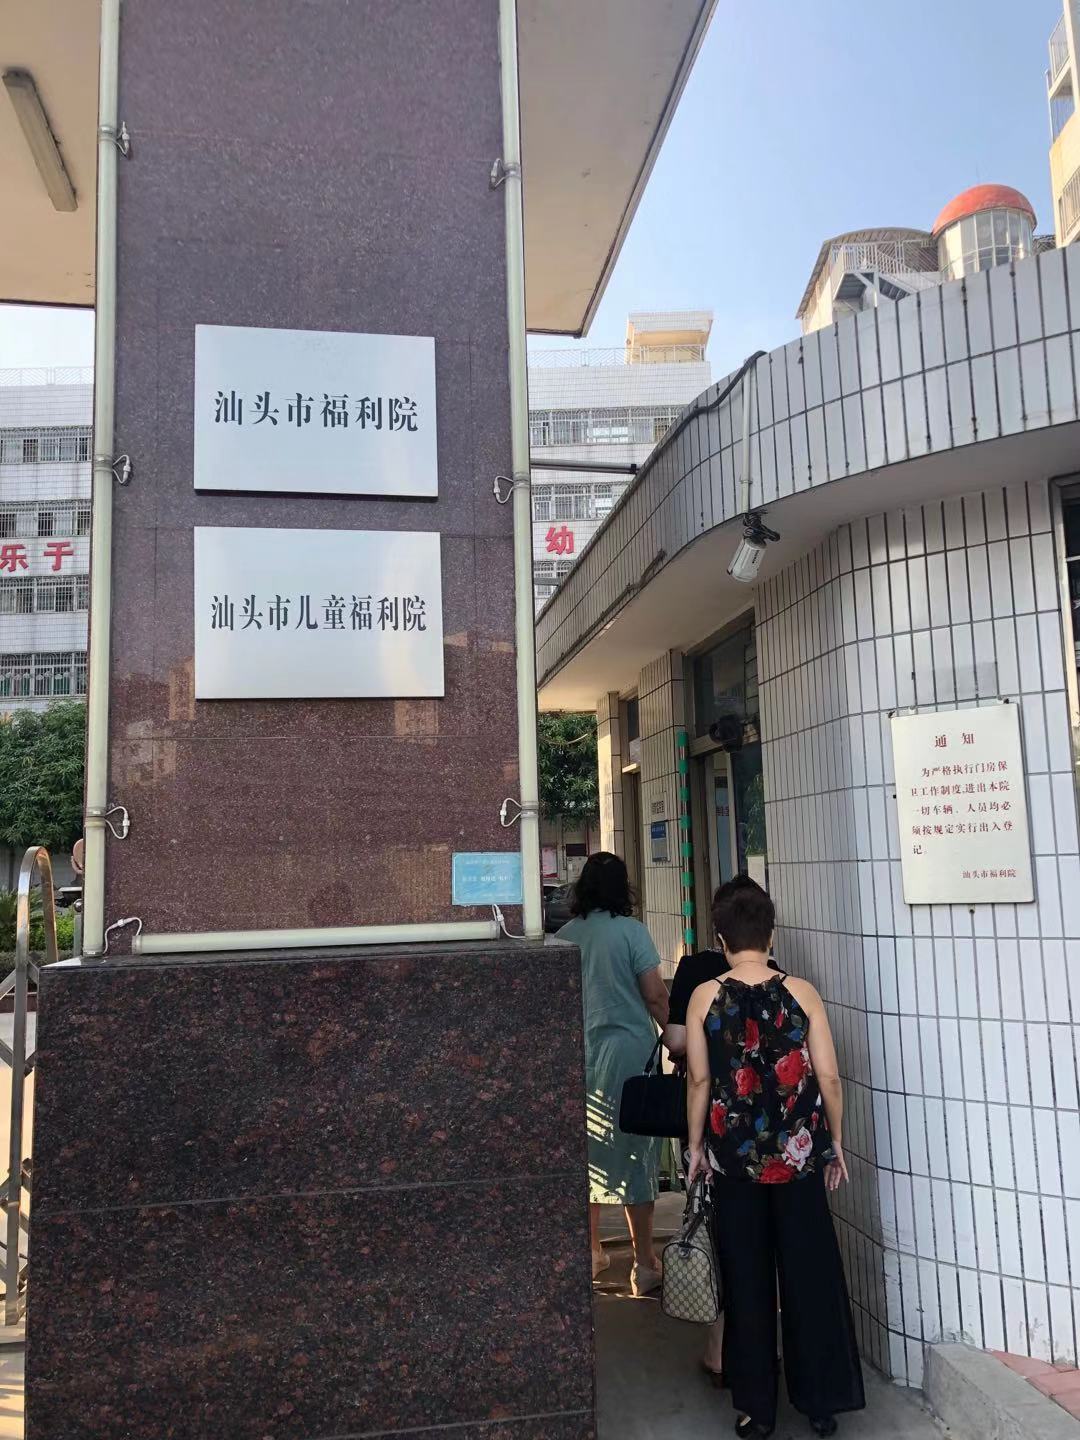 汕头市福利院
汕头市儿童福利院
乐于
幼
通知
为严格执行门房保
卫工作制度,进出本院
一切车辆、人员均必
须按规定实行出入登
记。
汕头市福利院